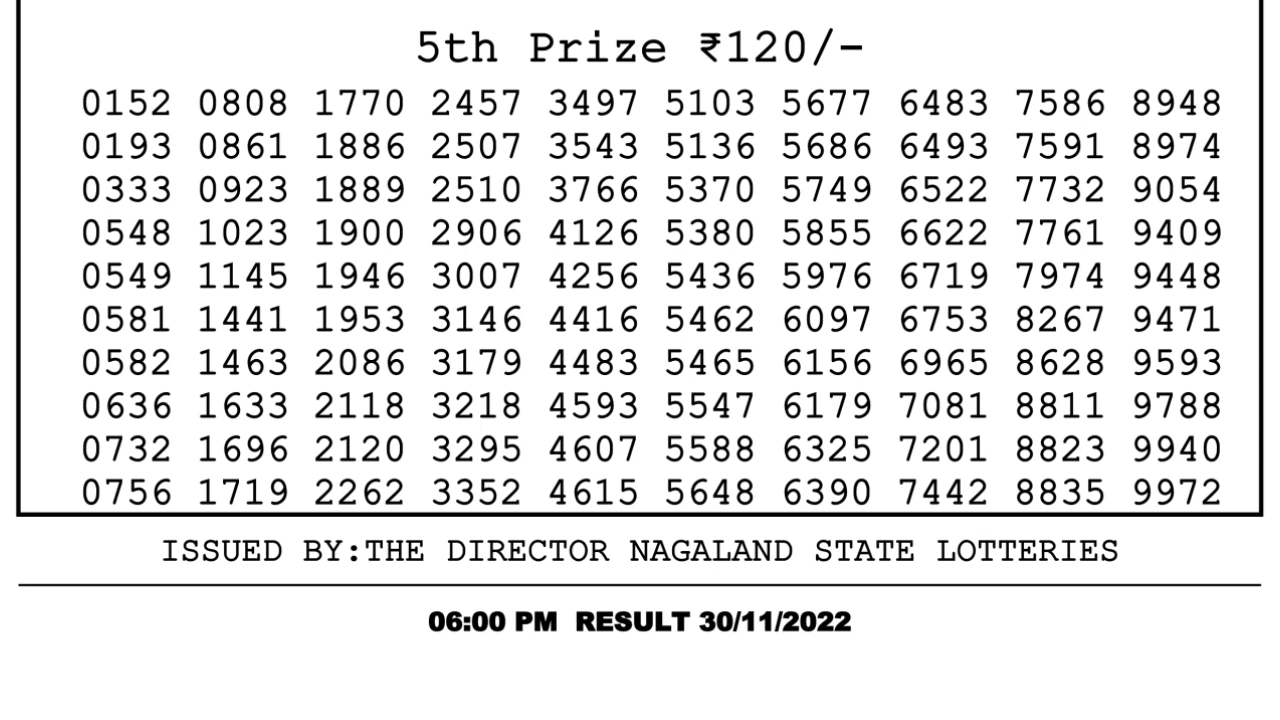 5th Prize ₹120/-
0152 0808 1770 2457 3497 5103 5677 6483 7586 8948
0193 0861 1886 2507 3543 5136 5686 6493 7591 8974
0333 0923 1889 2510 3766 5370 5749 6522 7732 9054
0548 1023 1900 2906 4126 5380 5855 6622 7761 9409
0549 1145 1946 3007 4256 5436 5976 6719 7974 9448
0581 1441 1953 3146 4416 5462 6097 6753 8267 9471
0582 1463 2086 3179 4483 5465 6156 6965 8628 9593
0636 1633 2118 3218 4593 5547 6179 7081 8811 9788
0732 1696 2120 3295 4607 5588 6325 7201 8823 9940
0756 1719 2262 3352 4615 5648 6390 7442 8835 9972
ISSUED BY:THE DIRECTOR NAGALAND STATE LOTTERIES
06:00 PM RESULT 30/11/2022